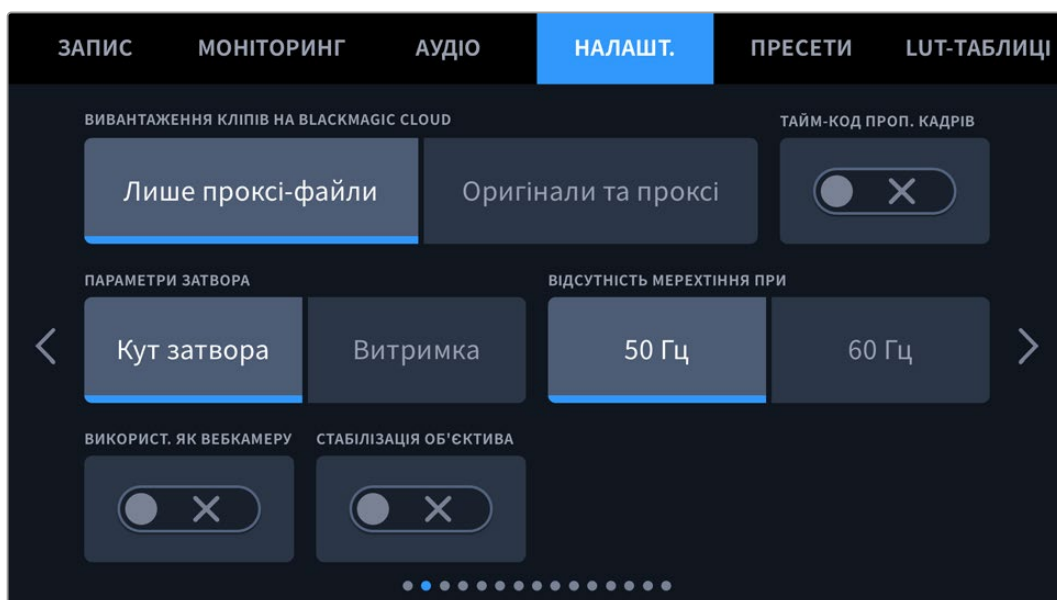 ЗАПИС МОНІТОРИНГ АУДІО НАЛАШТ. ПРЕСЕТИ LUT-ТАБЛИЦІ
ВИВАНТАЖЕННЯ КЛІПІВ НА BLACKMAGIC CLOUD ТАЙМ-КОД ПРОП. КАДРІВ
Лише проксі-файли Оригінали та проксі
ПАРАМЕТРИ ЗАТВОРА ВІДСУТНІСТЬ МЕРЕХТІННЯ ПРИ
Кут затвора Витримка 50 Гц 60 Гц
ВИКОРИСТ. ЯК ВЕБКАМЕРУ СТАБІЛІЗАЦІЯ ОБ'ЄКТИВА